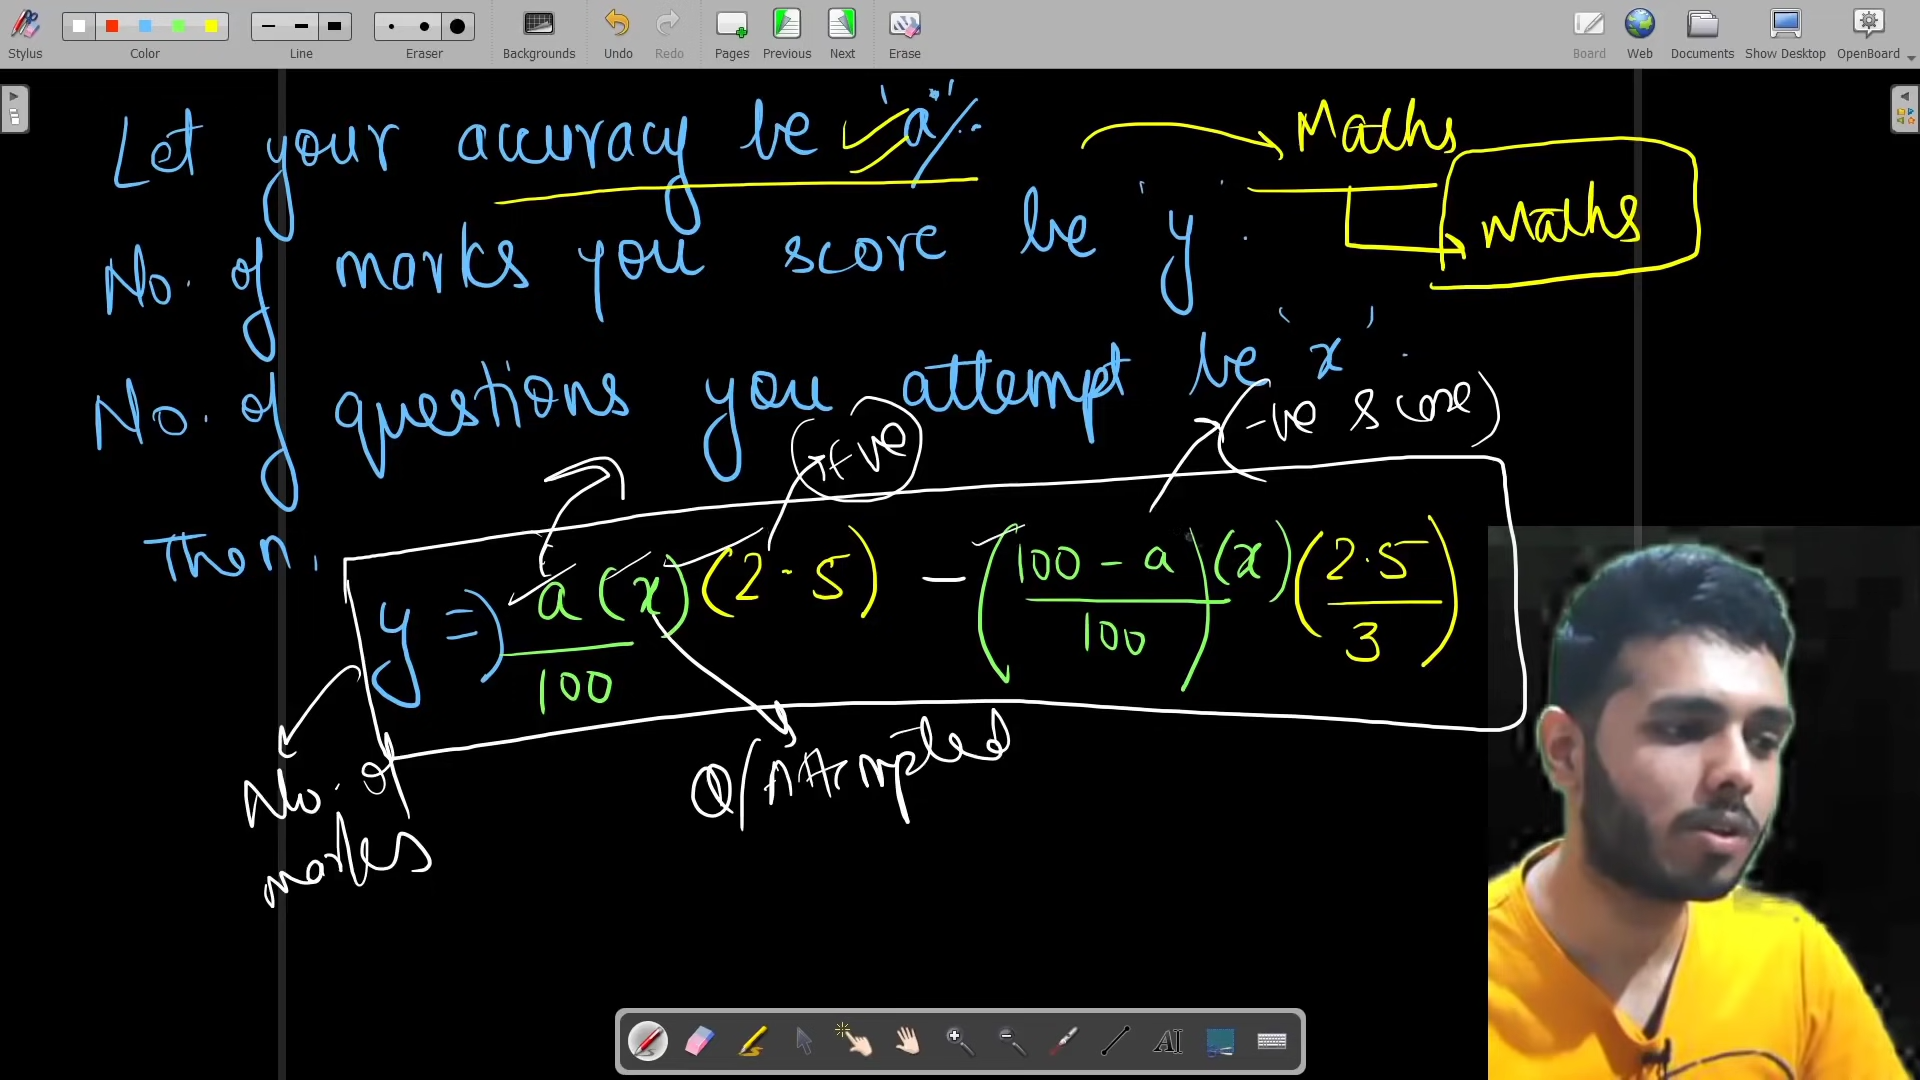 Stylus Color Line Eraser Backgrounds Undo Redo Pages Previous Next Erase Board Web Documents Show Desktop OpenBoard
Let your accuracy be 'a'%. Maths
Maths
No. of marks you score be 'y'.
No. of questions you attempt be 'x'.
+ve
(-ve score)
Then,
y => a(x)/100 (2.5) - ((100 - a)/100)(x)(2.5/3)
No. of
marks
Q/Attempted